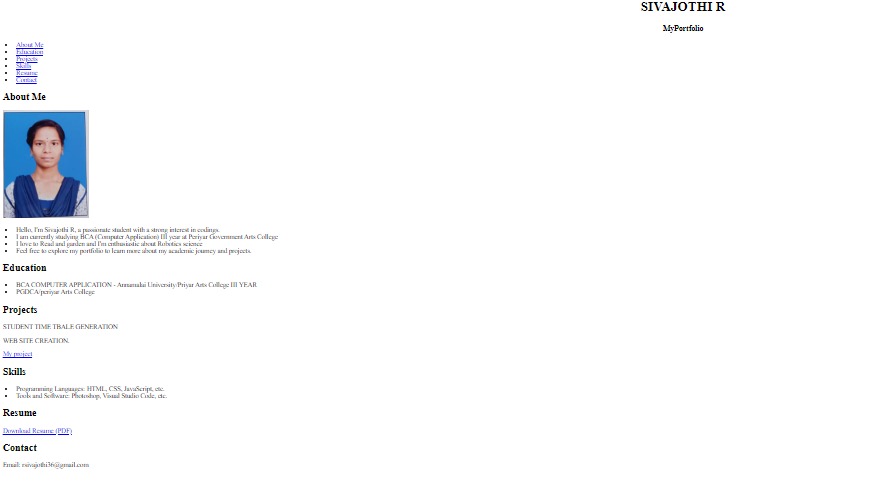 SIVAJOTHI R
MyPortfolio
About Me
Education
Projects
Skills
Resume
Contact
About Me
Hello, I'm Sivajothi R, a passionate student with a strong interest in codings.
I am currently studying BCA (Computer Application) III year at Periyar Government Arts College
I love to Read and garden and I'm enthusiastic about Robotics science
Feel free to explore my portfolio to learn more about my academic journey and projects.
Education
BCA COMPUTER APPLICATION - Annamalai University/Priyar Arts College III YEAR
PGDCA/periyar Arts College
Projects
STUDENT TIME TBALE GENERATION
WEB SITE CREATION.
My project
Skills
Programming Languages: HTML, CSS, JavaScript, etc.
Tools and Software: Photoshop, Visual Studio Code, etc.
Resume
Download Resume (PDF)
Contact
Email: rsivajothi36@gmail.com